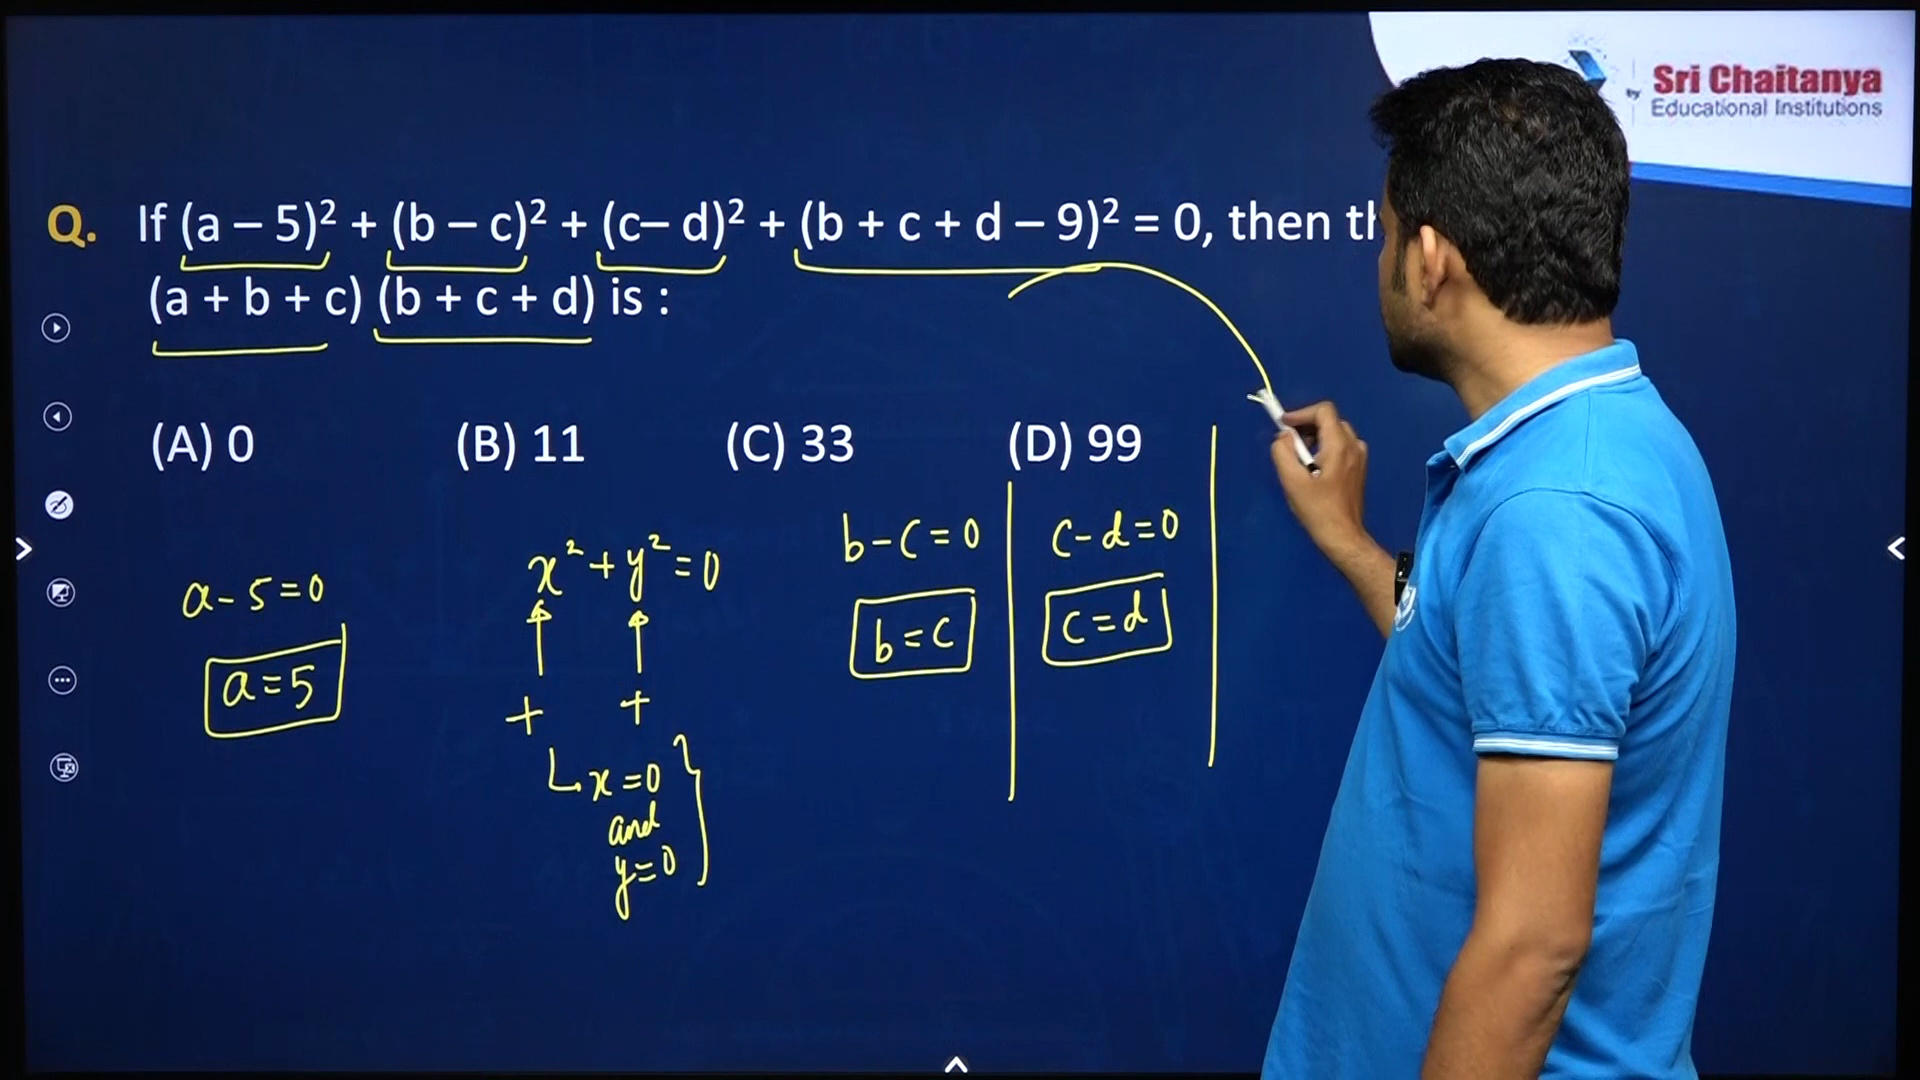 by Sri Chaitanya
Educational Institutions
Q. If (a – 5)² + (b – c)² + (c– d)² + (b + c + d – 9)² = 0, then
(a + b + c) (b + c + d) is :
(A) 0 (B) 11 (C) 33 (D) 99
a - 5 = 0
a = 5
x² + y² = 0
+ +
x = 0
and
y = 0
b - c = 0
b = c
c - d = 0
c = d